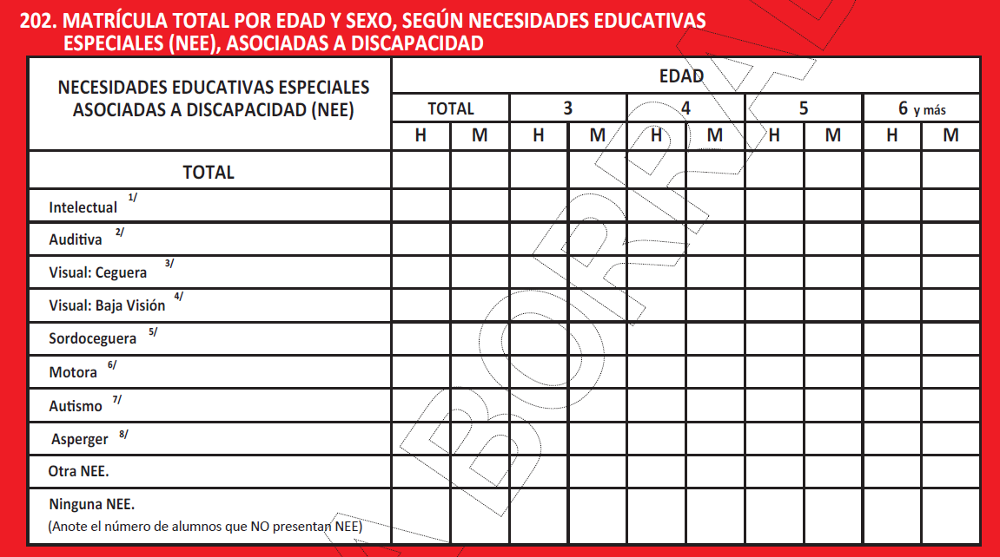 202. MATRÍCULA TOTAL POR EDAD Y SEXO, SEGÚN NECESIDADES EDUCATIVAS
ESPECIALES (NEE), ASOCIADAS A DISCAPACIDAD
NECESIDADES EDUCATIVAS ESPECIALES
ASOCIADAS A DISCAPACIDAD (NEE)
EDAD
TOTAL 3 4 5 6 y más
H M H M H M H M H M
TOTAL
Intelectual 1/
Auditiva 2/
Visual: Ceguera 3/
Visual: Baja Visión 4/
Sordoceguera 5/
Motora 6/
Autismo 7/
Asperger 8/
Otra NEE.
Ninguna NEE.
(Anote el número de alumnos que NO presentan NEE)